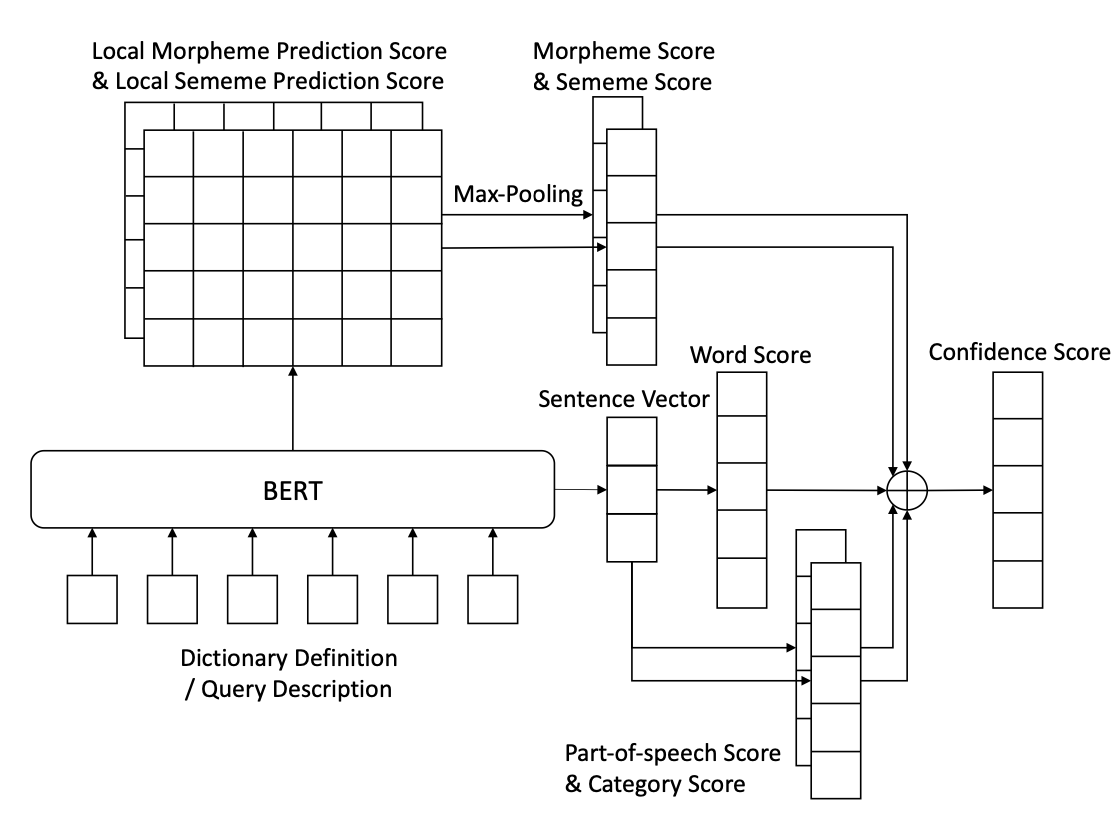 Local Morpheme Prediction Score
& Local Sememe Prediction Score
Morpheme Score
& Sememe Score
Max-Pooling
Word Score
Confidence Score
Sentence Vector
BERT
Dictionary Definition
/ Query Description
Part-of-speech Score
& Category Score